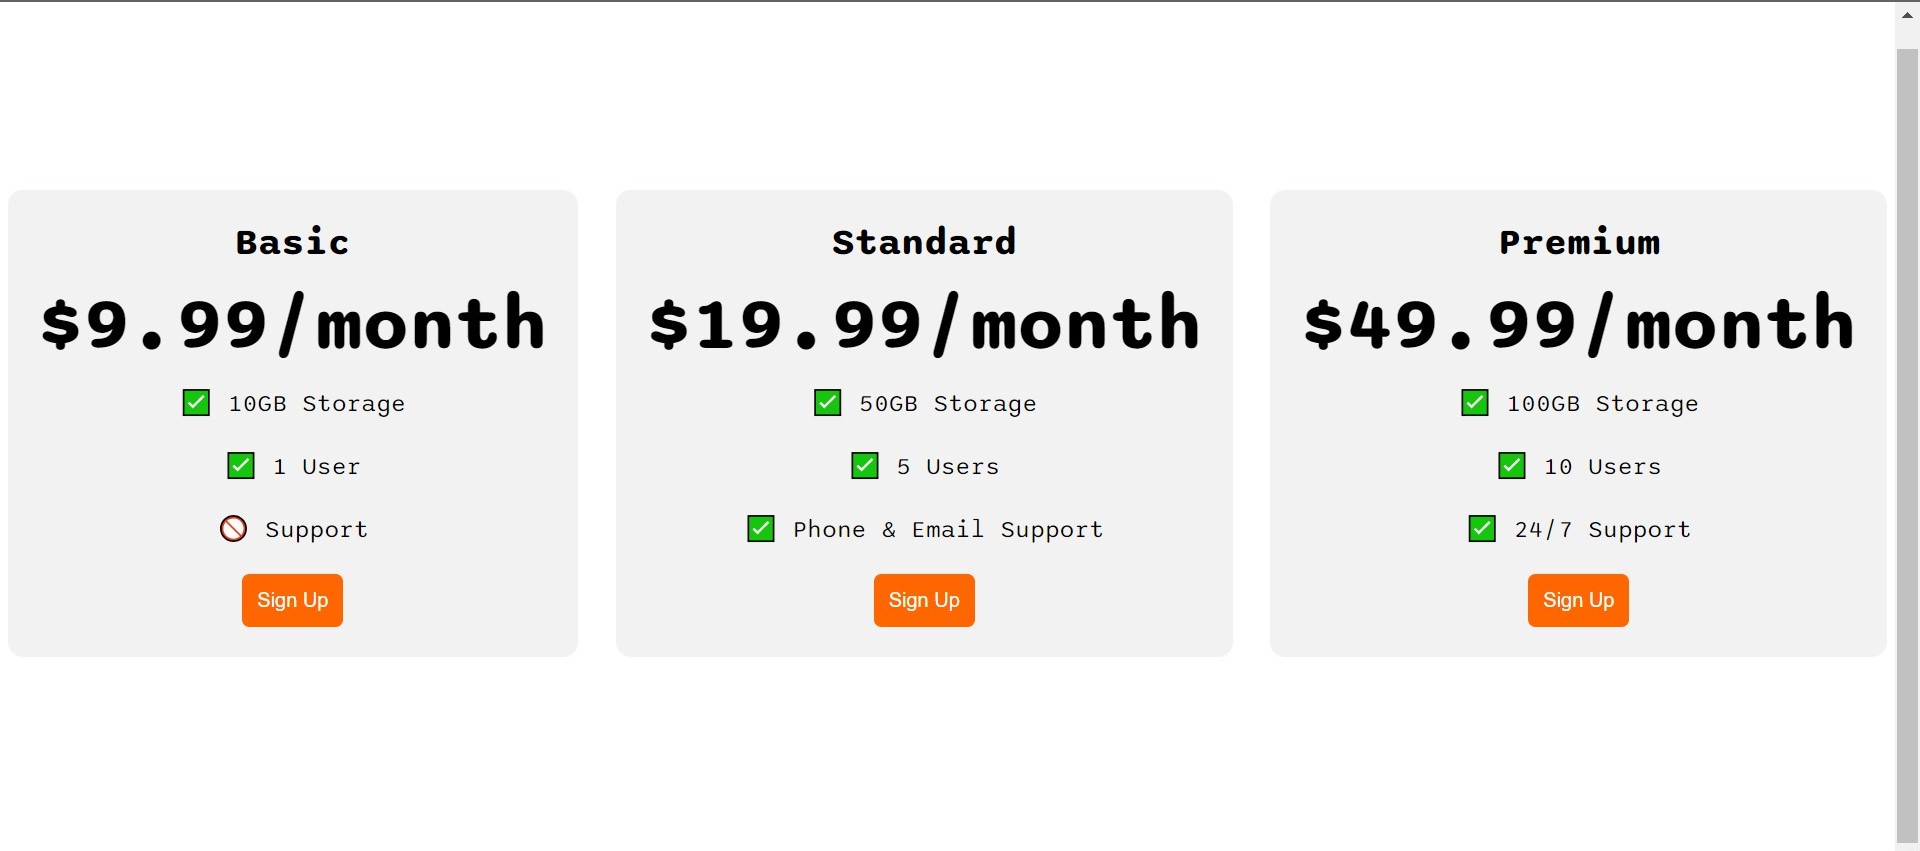 Basic
$9.99/month
✅ 10GB Storage
✅ 1 User
🚫 Support
Sign Up
Standard
$19.99/month
✅ 50GB Storage
✅ 5 Users
✅ Phone & Email Support
Sign Up
Premium
$49.99/month
✅ 100GB Storage
✅ 10 Users
✅ 24/7 Support
Sign Up